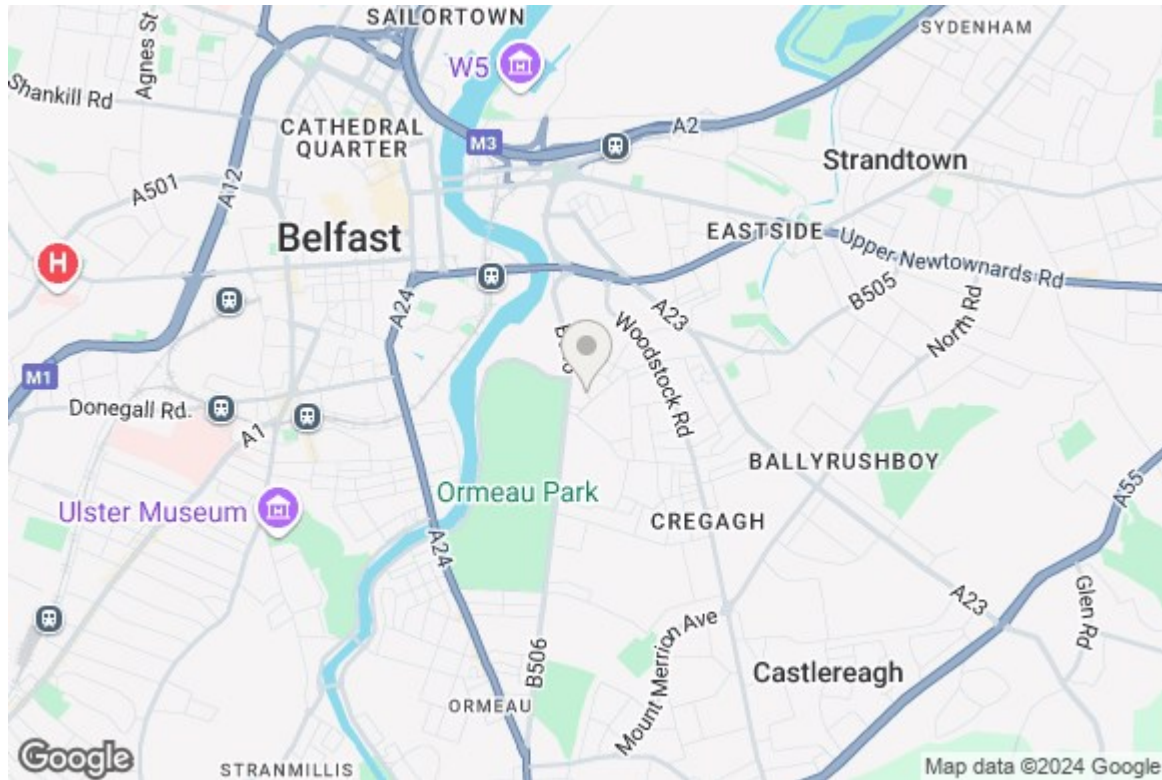 SAILORTOWN
SYDENHAM
Agnes St
W5
Shankill Rd
CATHEDRAL
QUARTER
M3
A2
Strandtown
A501
A12
Belfast
EASTSIDE
Upper Newtownards Rd
H
A24
B505
A23
North Rd
Woodstock Rd
M1
Donegall Rd.
A1
BALLYRUSHBOY
A55
Ormeau Park
Ulster Museum
CREGAGH
A24
A23
Glen Rd
B506
Mount Merrion Ave
Castlereagh
ORMEAU
STRANMILLIS
Google
Map data ©2024 Google